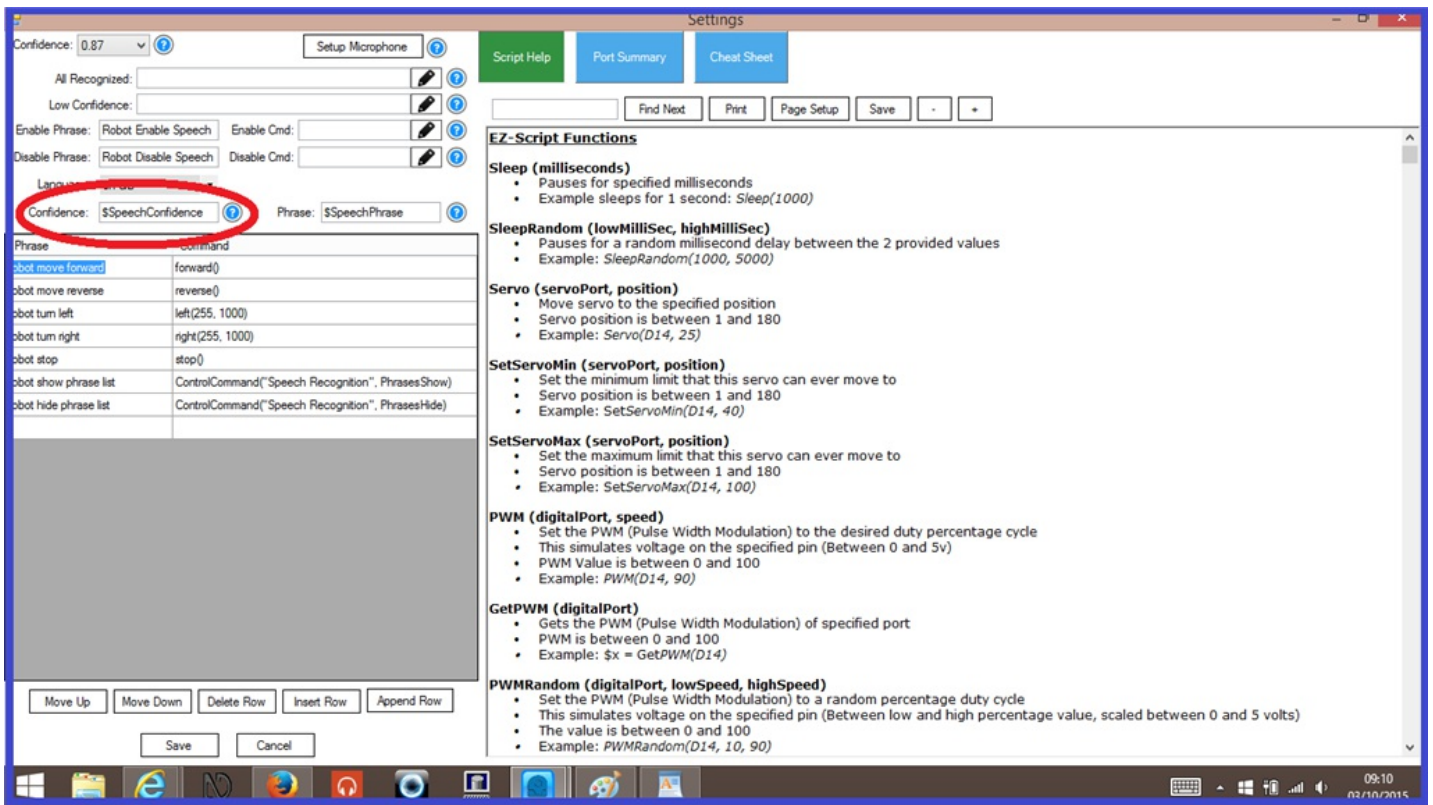 Settings
Confidence: 0.87
Setup Microphone
All Recognized:
Low Confidence:
Enable Phrase: Robot Enable Speech Enable Cmd:
Disable Phrase: Robot Disable Speech Disable Cmd:
Confidence: $SpeechConfidence Phrase: $SpeechPhrase
Phrase Command
obot move forward forward()
obot move reverse reverse()
obot turn left left(255, 1000)
obot turn right right(255, 1000)
obot stop stop()
obot show phrase list ControlCommand("Speech Recognition", PhrasesShow)
obot hide phrase list ControlCommand("Speech Recognition", PhrasesHide)
Move Up Move Down Delete Row Insert Row Append Row
Save Cancel
Script Help Port Summary Cheat Sheet
Find Next Print Page Setup Save - +
EZ-Script Functions
Sleep (milliseconds)
• Pauses for specified milliseconds
• Example sleeps for 1 second: Sleep(1000)
SleepRandom (lowMilliSec, highMilliSec)
• Pauses for a random millisecond delay between the 2 provided values
• Example: SleepRandom(1000, 5000)
Servo (servoPort, position)
• Move servo to the specified position
• Servo position is between 1 and 180
• Example: Servo(D14, 25)
SetServoMin (servoPort, position)
• Set the minimum limit that this servo can ever move to
• Servo position is between 1 and 180
• Example: SetServoMin(D14, 40)
SetServoMax (servoPort, position)
• Set the maximum limit that this servo can ever move to
• Servo position is between 1 and 180
• Example: SetServoMax(D14, 100)
PWM (digitalPort, speed)
• Set the PWM (Pulse Width Modulation) to the desired duty percentage cycle
• This simulates voltage on the specified pin (Between 0 and 5v)
• PWM Value is between 0 and 100
• Example: PWM(D14, 90)
GetPWM (digitalPort)
• Gets the PWM (Pulse Width Modulation) of specified port
• PWM is between 0 and 100
• Example: $x = GetPWM(D14)
PWMRandom (digitalPort, lowSpeed, highSpeed)
• Set the PWM (Pulse Width Modulation) to a random percentage duty cycle
• This simulates voltage on the specified pin (Between low and high percentage value, scaled between 0 and 5 volts)
• The value is between 0 and 100
• Example: PWMRandom(D14, 10, 90)
09:10
03/10/2015